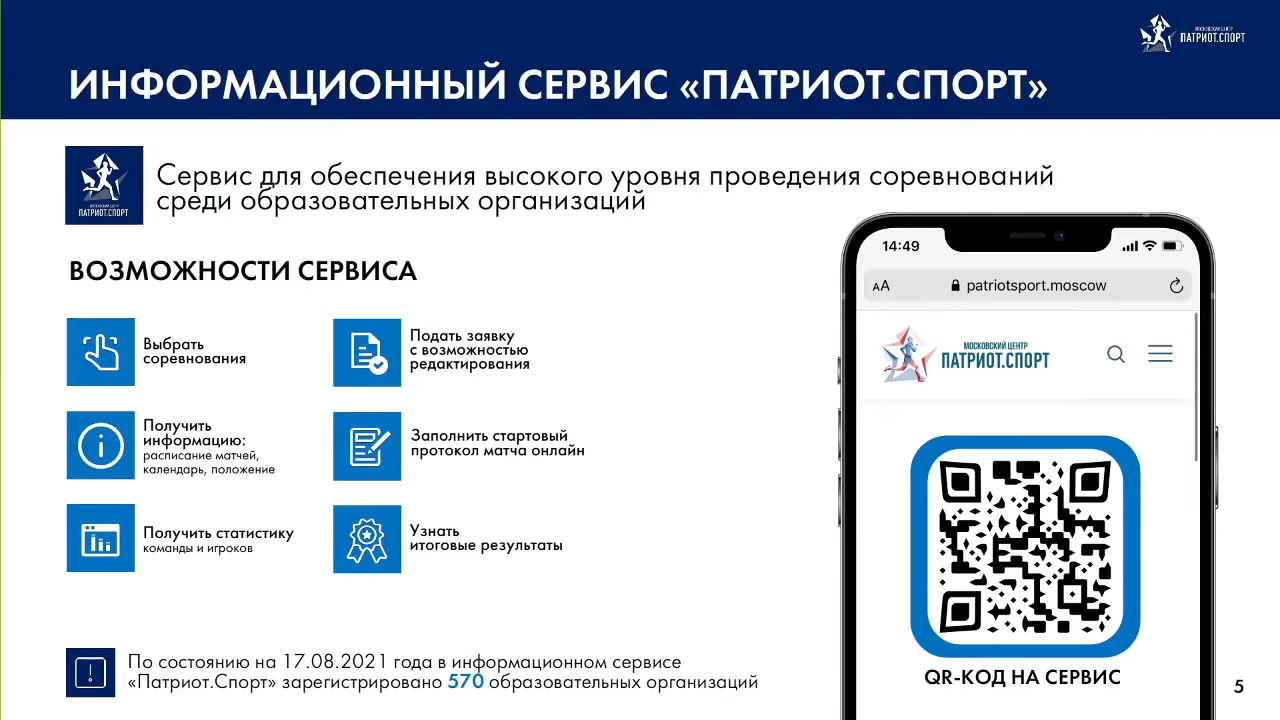 МОСКОВСКИЙ ЦЕНТР
ПАТРИОТ.СПОРТ
ИНФОРМАЦИОННЫЙ СЕРВИС «ПАТРИОТ.СПОРТ»
МОСКОВСКИЙ ЦЕНТР
ПАТРИОТ.СПОРТ
Сервис для обеспечения высокого уровня проведения соревнований
среди образовательных организаций
ВОЗМОЖНОСТИ СЕРВИСА
Выбрать
соревнования
Подать заявку
с возможностью
редактирования
Получить
информацию:
расписание матчей,
календарь, положение
Заполнить стартовый
протокол матча онлайн
Получить статистику
команды и игроков
Узнать
итоговые результаты
По состоянию на 17.08.2021 года в информационном сервисе
«Патриот.Спорт» зарегистрировано 570 образовательных организаций
14:49
AA patriotsport.moscow
МОСКОВСКИЙ ЦЕНТР
ПАТРИОТ.СПОРТ
QR-КОД НА СЕРВИС
5